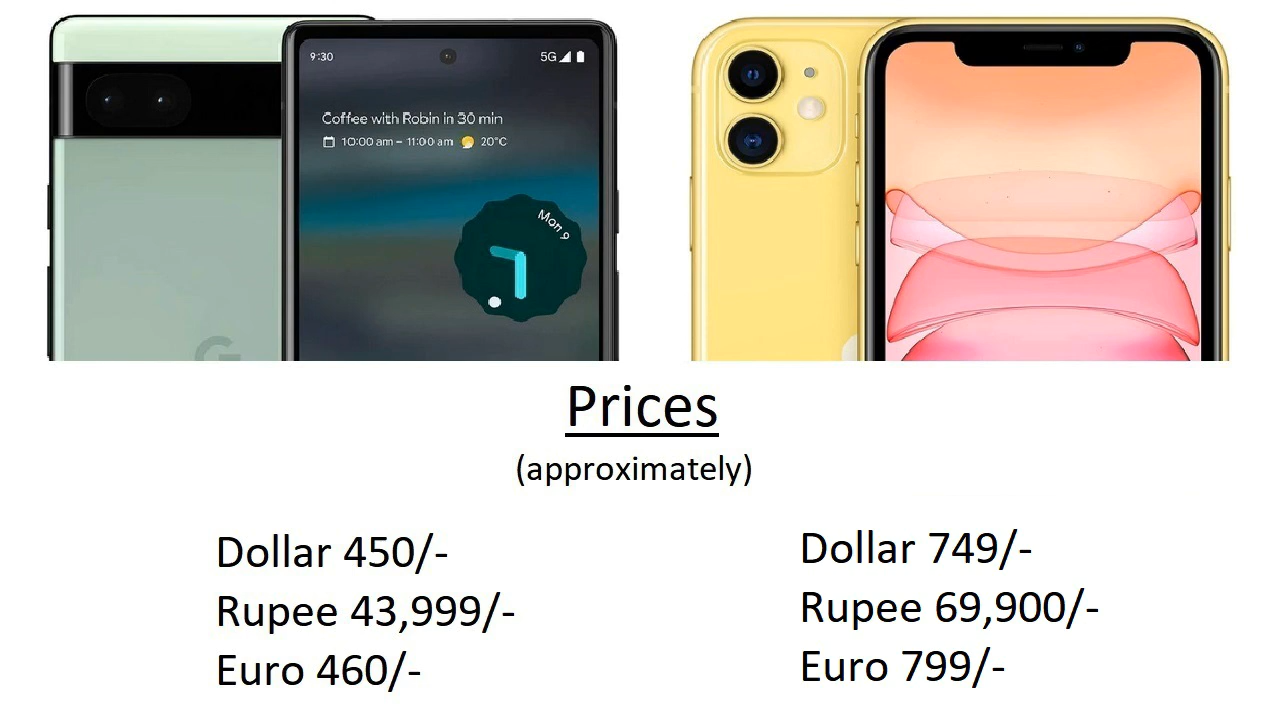 9:30 5G
Coffee with Robin in 30 min
10:00 am – 11:00 am 20°C
Mon 9
G
Prices
(approximately)
Dollar 450/-
Rupee 43,999/-
Euro 460/-
Dollar 749/-
Rupee 69,900/-
Euro 799/-